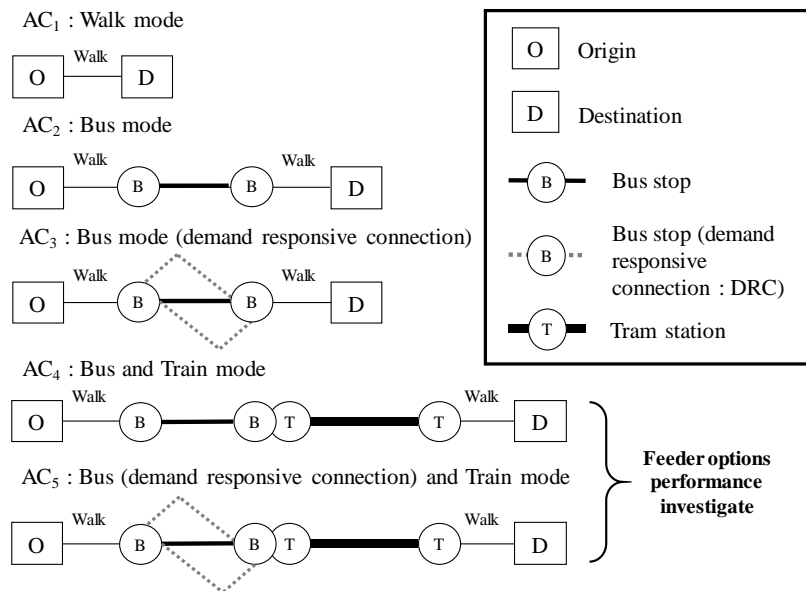 AC1 : Walk mode
Walk
O
D
AC2 : Bus mode
Walk
Walk
O
B
B
D
AC3 : Bus mode (demand responsive connection)
Walk
Walk
O
B
B
D
AC4 : Bus and Train mode
Walk
Walk
O
B
B
T
T
D
AC5 : Bus (demand responsive connection) and Train mode
Walk
Walk
O
B
B
T
T
D
O
Origin
D
Destination
B
Bus stop
B
Bus stop (demand
responsive
connection : DRC)
T
Tram station
Feeder options
performance
investigate